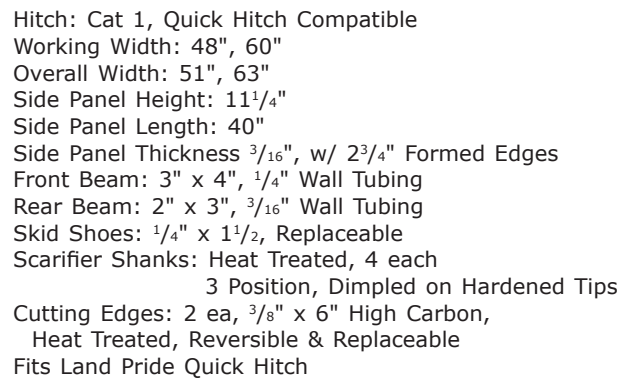 Hitch: Cat 1, Quick Hitch Compatible
Working Width: 48", 60"
Overall Width: 51", 63"
Side Panel Height: 11¹/₄"
Side Panel Length: 40"
Side Panel Thickness ³/₁₆", w/ 2³/₄" Formed Edges
Front Beam: 3" x 4", ¹/₄" Wall Tubing
Rear Beam: 2" x 3", ³/₁₆" Wall Tubing
Skid Shoes: ¹/₄" x 1¹/₂, Replaceable
Scarifier Shanks: Heat Treated, 4 each
3 Position, Dimpled on Hardened Tips
Cutting Edges: 2 ea, ³/₈" x 6" High Carbon,
Heat Treated, Reversible & Replaceable
Fits Land Pride Quick Hitch